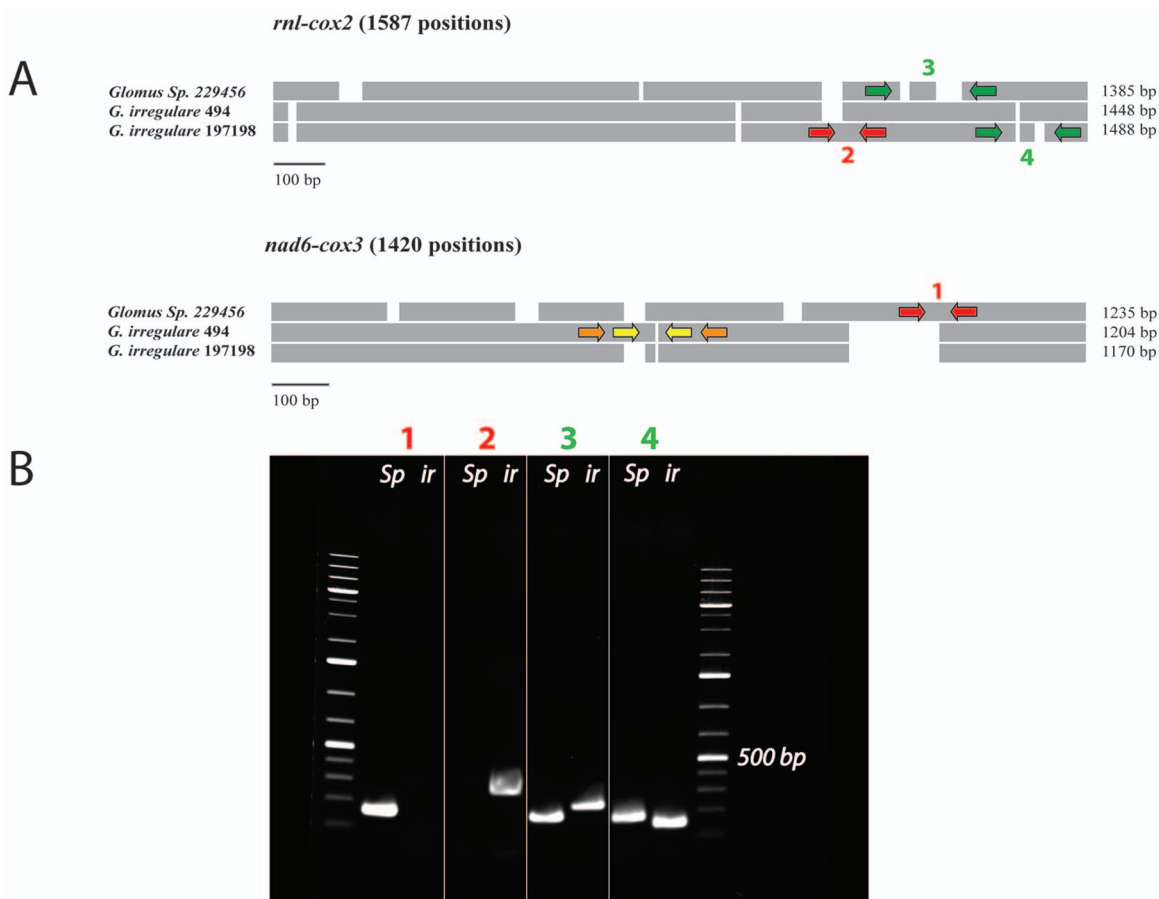 rnl-cox2 (1587 positions)
A
3
Glomus Sp. 229456 1385 bp
G. irregulare 494 1448 bp
G. irregulare 197198 1488 bp
2 4
100 bp
nad6-cox3 (1420 positions)
1
Glomus Sp. 229456 1235 bp
G. irregulare 494 1204 bp
G. irregulare 197198 1170 bp
100 bp
1 2 3 4
B
Sp ir Sp ir Sp ir Sp ir
500 bp